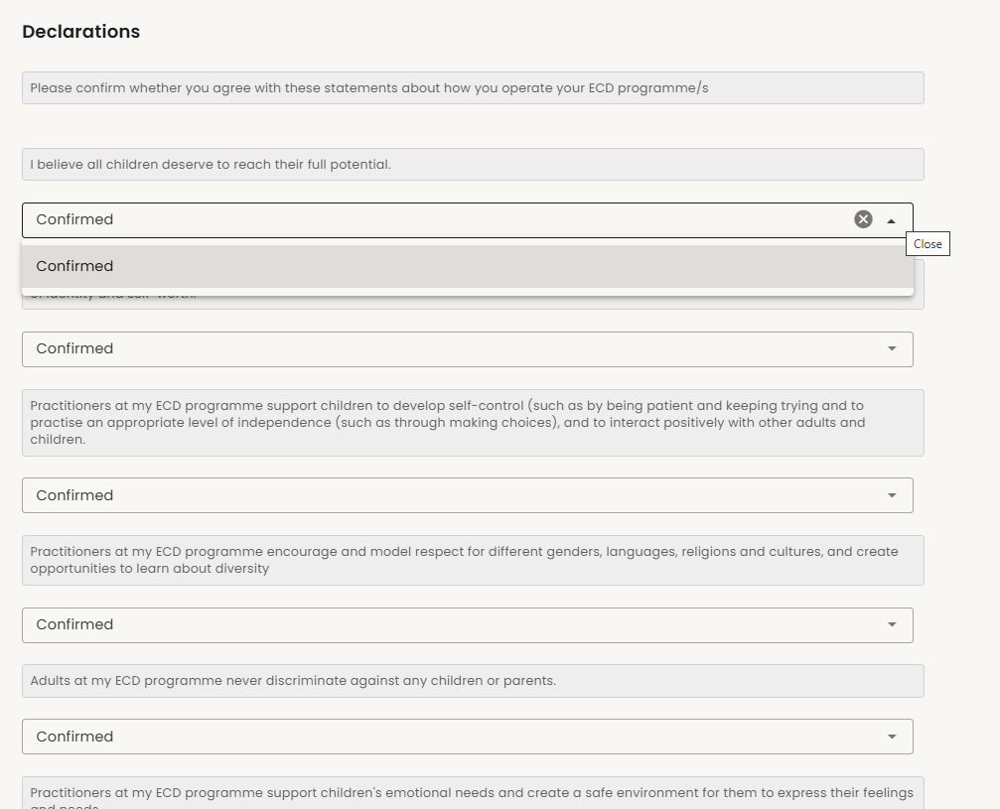 Declarations
Please confirm whether you agree with these statements about how you operate your ECD programme/s
I believe all children deserve to reach their full potential.
Confirmed
Close
Confirmed
of identity and self-worth.
Confirmed
Practitioners at my ECD programme support children to develop self-control (such as by being patient and keeping trying and to
practise an appropriate level of independence (such as through making choices), and to interact positively with other adults and
children.
Confirmed
Practitioners at my ECD programme encourage and model respect for different genders, languages, religions and cultures, and create
opportunities to learn about diversity
Confirmed
Adults at my ECD programme never discriminate against any children or parents.
Confirmed
Practitioners at my ECD programme support children's emotional needs and create a safe environment for them to express their feelings
and needs